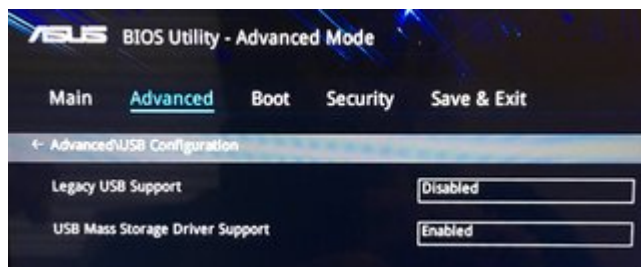 ASUS BIOS Utility - Advanced Mode
Main Advanced Boot Security Save & Exit
← Advanced\USB Configuration
Legacy USB Support Disabled
USB Mass Storage Driver Support Enabled